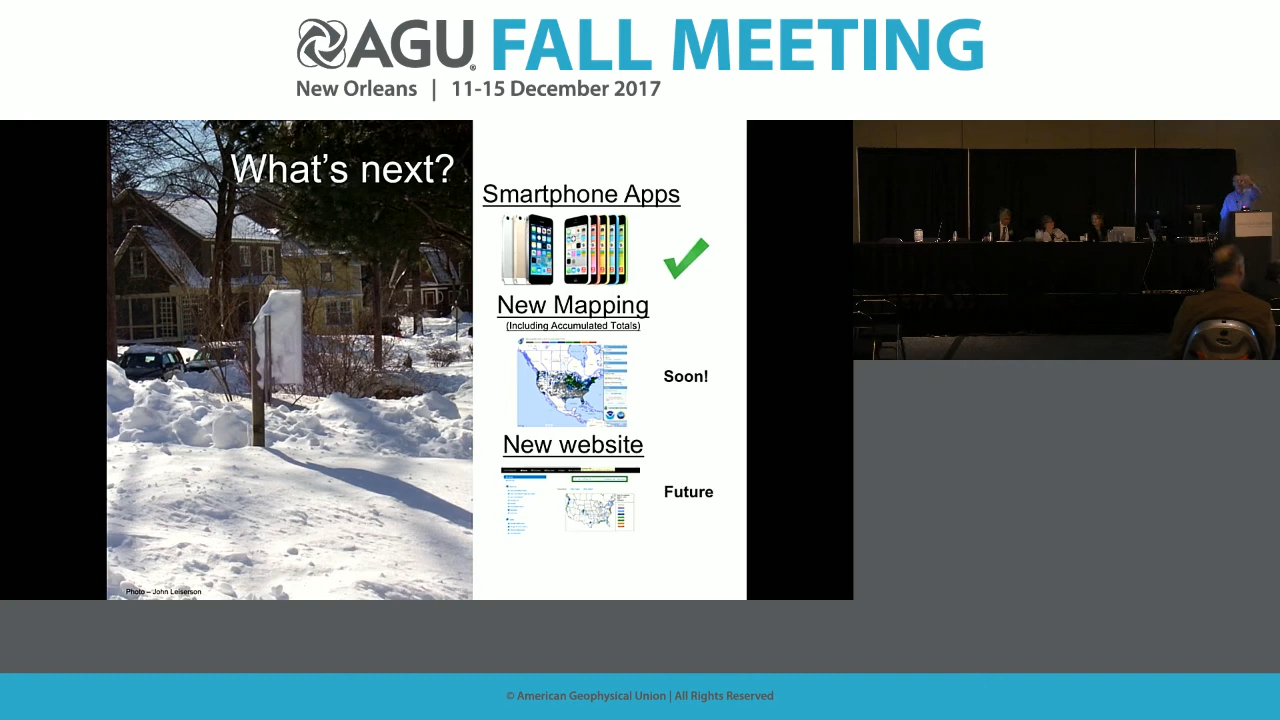 AGU FALL MEETING
New Orleans | 11-15 December 2017
What's next?
Smartphone Apps
New Mapping
(Including Accumulated Totals)
Soon!
New website
Future
Photo – John Leiserson
© American Geophysical Union | All Rights Reserved